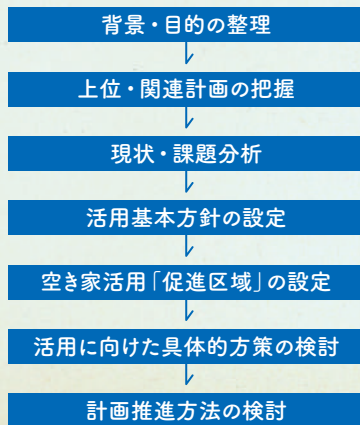 背景・目的の整理
上位・関連計画の把握
現状・課題分析
活用基本方針の設定
空き家活用「促進区域」の設定
活用に向けた具体的方策の検討
計画推進方法の検討